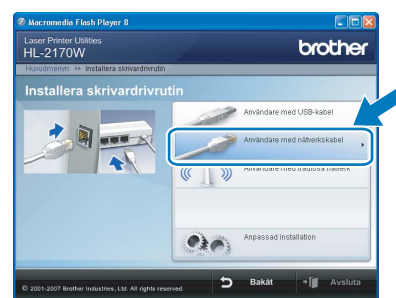 Macromedia Flash Player 8
Laser Printer Utilities
HL-2170W
brother
Huvudmenyn >> Installera skrivardrivrutin
Installera skrivardrivrutin
Användare med USB-kabel
Användare med nätverkskabel
Användare med trådlösa nätverk
Anpassad installation
© 2001-2007 Brother Industries, Ltd. All rights reserved.
Bakåt
Avsluta